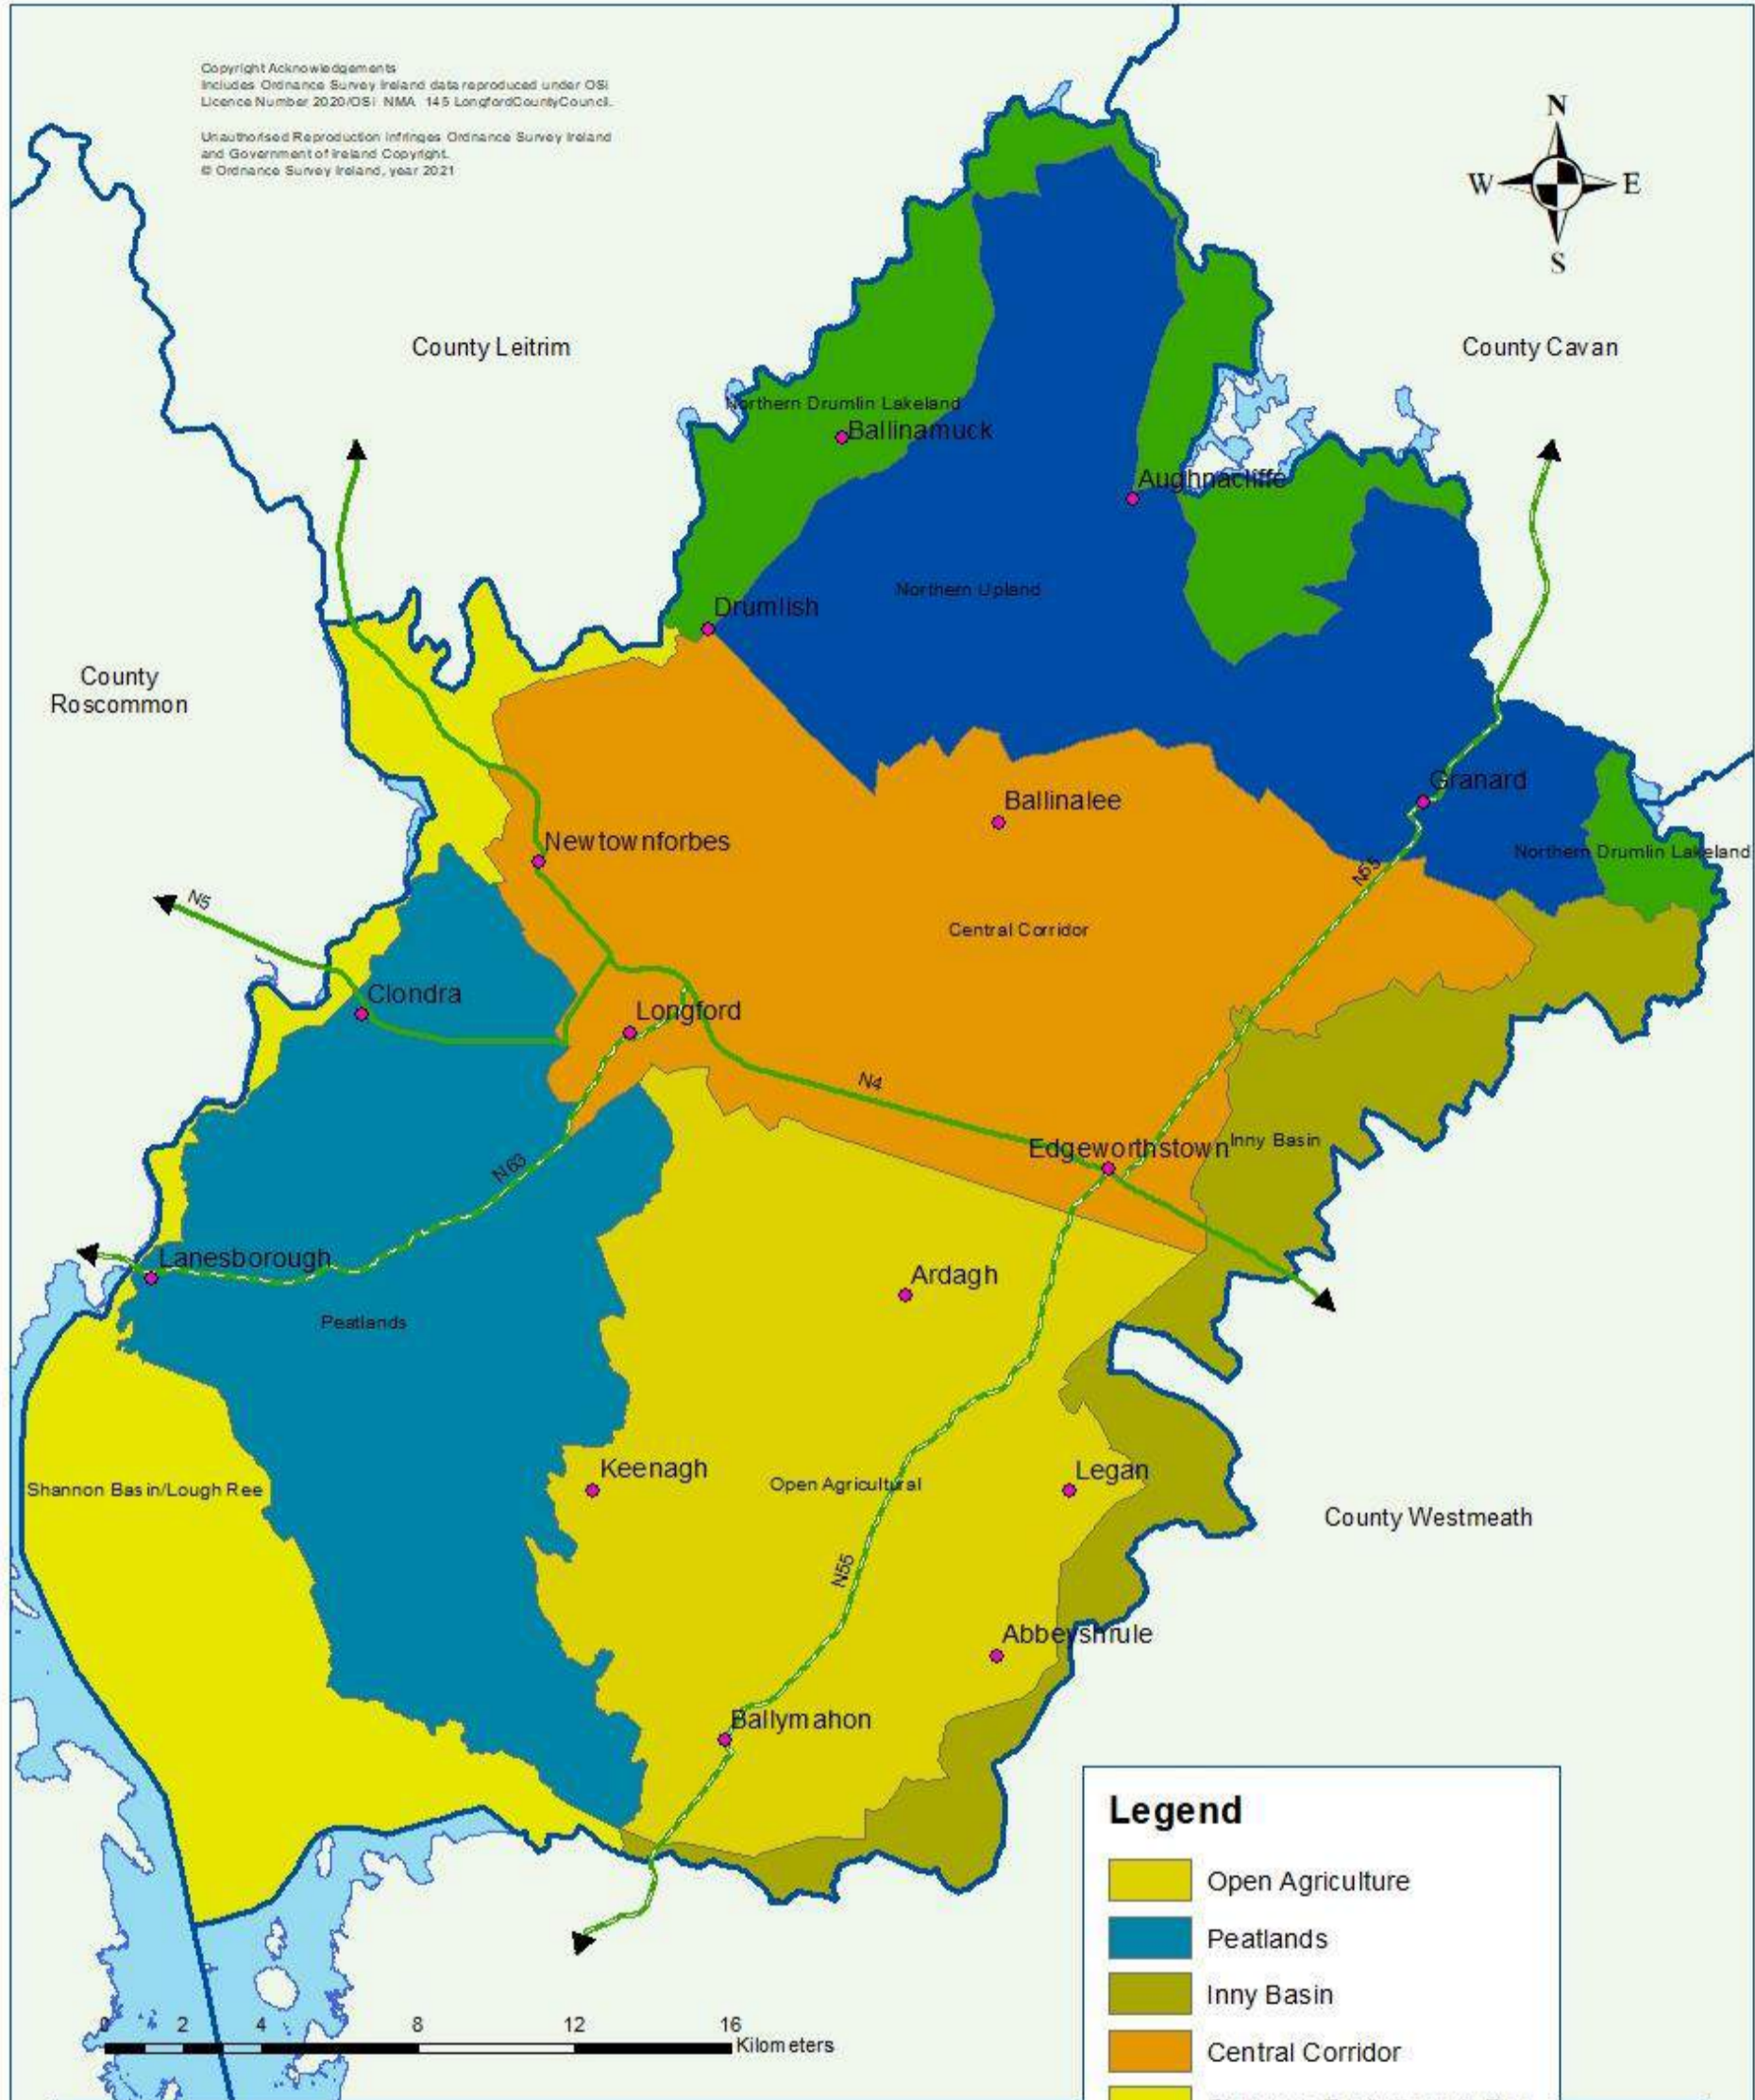 Copyright Acknowledgements
Includes Ordnance Survey Ireland data reproduced under OSi
Licence Number 2020/OSi NMA 145 LongfordCountyCouncil.
Unauthorised Reproduction infringes Ordnance Survey Ireland
and Government of Ireland Copyright.
© Ordnance Survey Ireland, year 2021
N
W
E
S
County Leitrim
County Cavan
Northern Drumlin Lakeland
Ballinamuck
Aughnacliffe
Northern Upland
Drumlish
County
Roscommon
Granard
Ballinalee
Newtownforbes
Northern Drumlin Lakeland
N55
N5
Central Corridor
Clondra
Longford
N4
Edgeworthstown
Inny Basin
N63
Lanesborough
Ardagh
Peatlands
Keenagh
Legan
Open Agricultural
Shannon Basin/Lough Ree
County Westmeath
N55
Abbeyshrule
Ballymahon
Legend
Open Agriculture
Peatlands
Inny Basin
Central Corridor
0 2 4 8 12 16
Kilometers